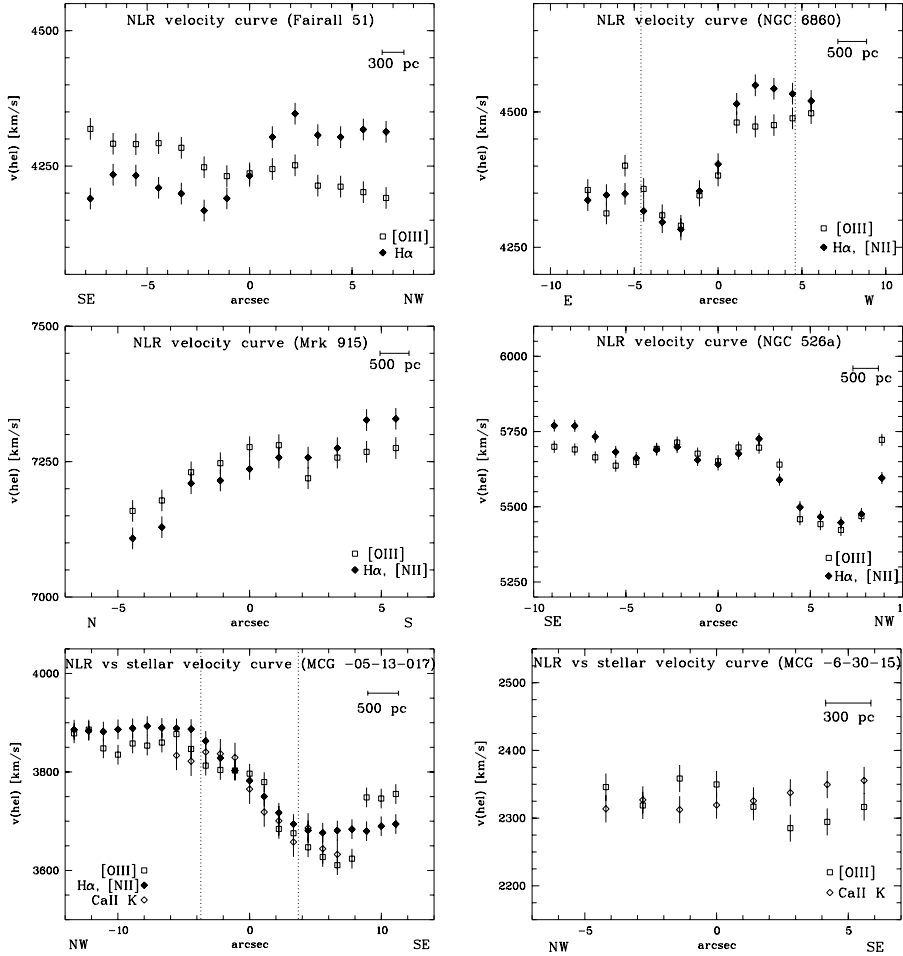 NLR velocity curve (Fairall 51)
300 pc
v(hel) [km/s]
4500
4250
[OIII]
Hα
-5
0
5
SE
arcsec
NW
NLR velocity curve (NGC 6860)
500 pc
v(hel) [km/s]
4500
4250
[OIII]
Hα, [NII]
-10
-5
0
5
10
E
arcsec
W
NLR velocity curve (Mrk 915)
500 pc
v(hel) [km/s]
7500
7250
7000
[OIII]
Hα, [NII]
-5
0
5
N
arcsec
S
NLR velocity curve (NGC 526a)
500 pc
v(hel) [km/s]
6000
5750
5500
5250
[OIII]
Hα, [NII]
-10
-5
0
5
1
SE
arcsec
NW
NLR vs stellar velocity curve (MCG -05-13-017)
500 pc
v(hel) [km/s]
4000
3800
3600
[OIII]
Hα, [NII]
CaII K
-10
0
10
NW
arcsec
SE
NLR vs stellar velocity curve (MCG -6-30-15)
300 pc
v(hel) [km/s]
2500
2400
2300
2200
[OIII]
CaII K
-5
0
5
NW
arcsec
SE